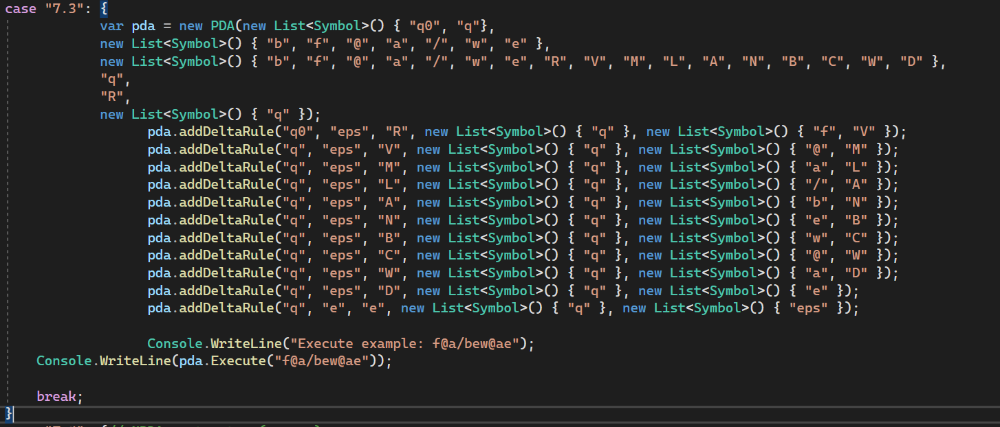 case "7.3": {
var pda = new PDA(new List<Symbol>() { "q0", "q"},
new List<Symbol>() { "b", "f", "@", "a", "/", "w", "e" },
new List<Symbol>() { "b", "f", "@", "a", "/", "w", "e", "R", "V", "M", "L", "A", "N", "B", "C", "W", "D" },
"q",
"R",
new List<Symbol>() { "q" });
pda.addDeltaRule("q0", "eps", "R", new List<Symbol>() { "q" }, new List<Symbol>() { "f", "V" });
pda.addDeltaRule("q", "eps", "V", new List<Symbol>() { "q" }, new List<Symbol>() { "@", "M" });
pda.addDeltaRule("q", "eps", "M", new List<Symbol>() { "q" }, new List<Symbol>() { "a", "L" });
pda.addDeltaRule("q", "eps", "L", new List<Symbol>() { "q" }, new List<Symbol>() { "/", "A" });
pda.addDeltaRule("q", "eps", "A", new List<Symbol>() { "q" }, new List<Symbol>() { "b", "N" });
pda.addDeltaRule("q", "eps", "N", new List<Symbol>() { "q" }, new List<Symbol>() { "e", "B" });
pda.addDeltaRule("q", "eps", "B", new List<Symbol>() { "q" }, new List<Symbol>() { "w", "C" });
pda.addDeltaRule("q", "eps", "C", new List<Symbol>() { "q" }, new List<Symbol>() { "@", "W" });
pda.addDeltaRule("q", "eps", "W", new List<Symbol>() { "q" }, new List<Symbol>() { "a", "D" });
pda.addDeltaRule("q", "eps", "D", new List<Symbol>() { "q" }, new List<Symbol>() { "e" });
pda.addDeltaRule("q", "e", "e", new List<Symbol>() { "q" }, new List<Symbol>() { "eps" });
Console.WriteLine("Execute example: f@a/bew@ae");
Console.WriteLine(pda.Execute("f@a/bew@ae"));
break;
}